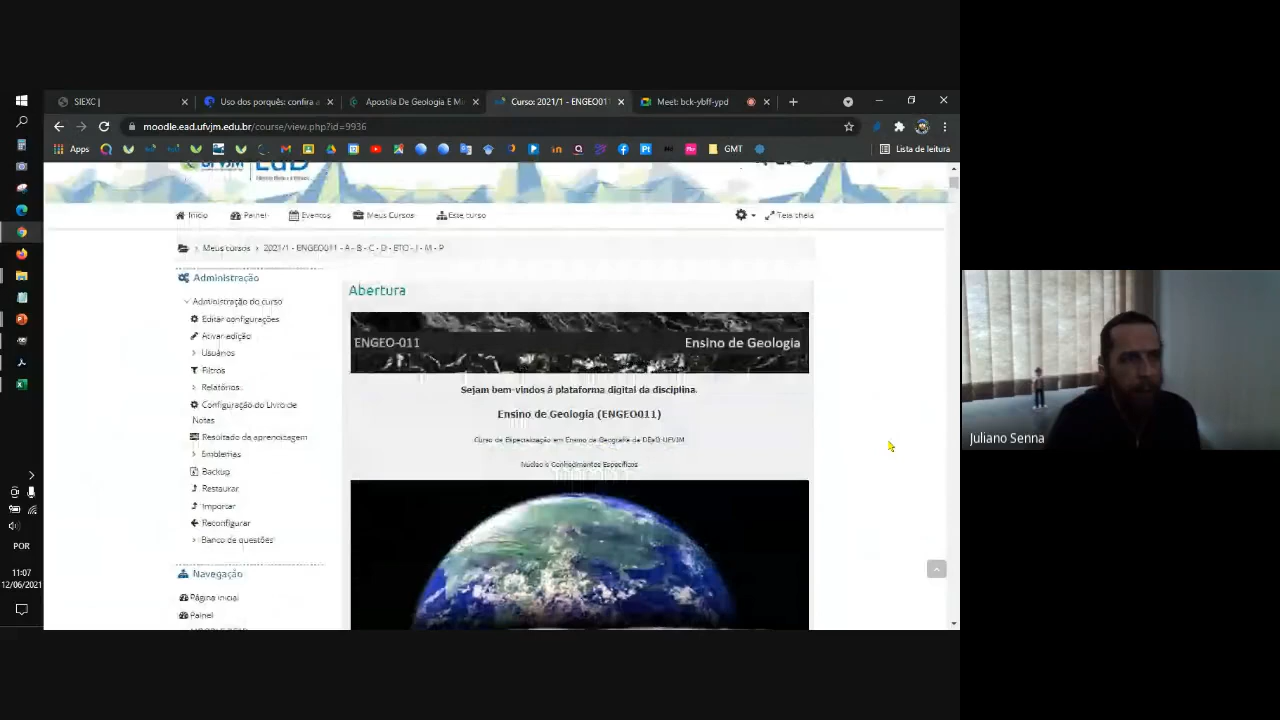 SIEXC |
Uso dos porquês: confira a
Apostila De Geologia E Mi
Curso: 2021/1 - ENGEO011
Meet: bck-ybff-ypd
moodle.ead.ufvjm.edu.br/course/view.php?id=9936
Apps
GMT
Lista de leitura
UFVJM
EaD
Início
Painel
Eventos
Meus Cursos
Este curso
Tela cheia
Meus cursos > 2021/1 - ENGEO011 - A - B - C - D - ETO - I - M - P
Administração
Administração do curso
Editar configurações
Ativar edição
Usuários
Filtros
Relatórios
Configuração do Livro de
Notas
Resultado da aprendizagem
Emblemas
Backup
Restaurar
Importar
Reconfigurar
Banco de questões
Navegação
Página inicial
Painel
Abertura
ENGEO-011
Ensino de Geologia
Sejam bem-vindos à plataforma digital da disciplina.
Ensino de Geologia (ENGEO011)
Curso de Especialização em Ensino de Geografia da DEaD-UFVJM
Núcleo de Conhecimentos Específicos
Juliano Senna
POR
11:07
12/06/2021